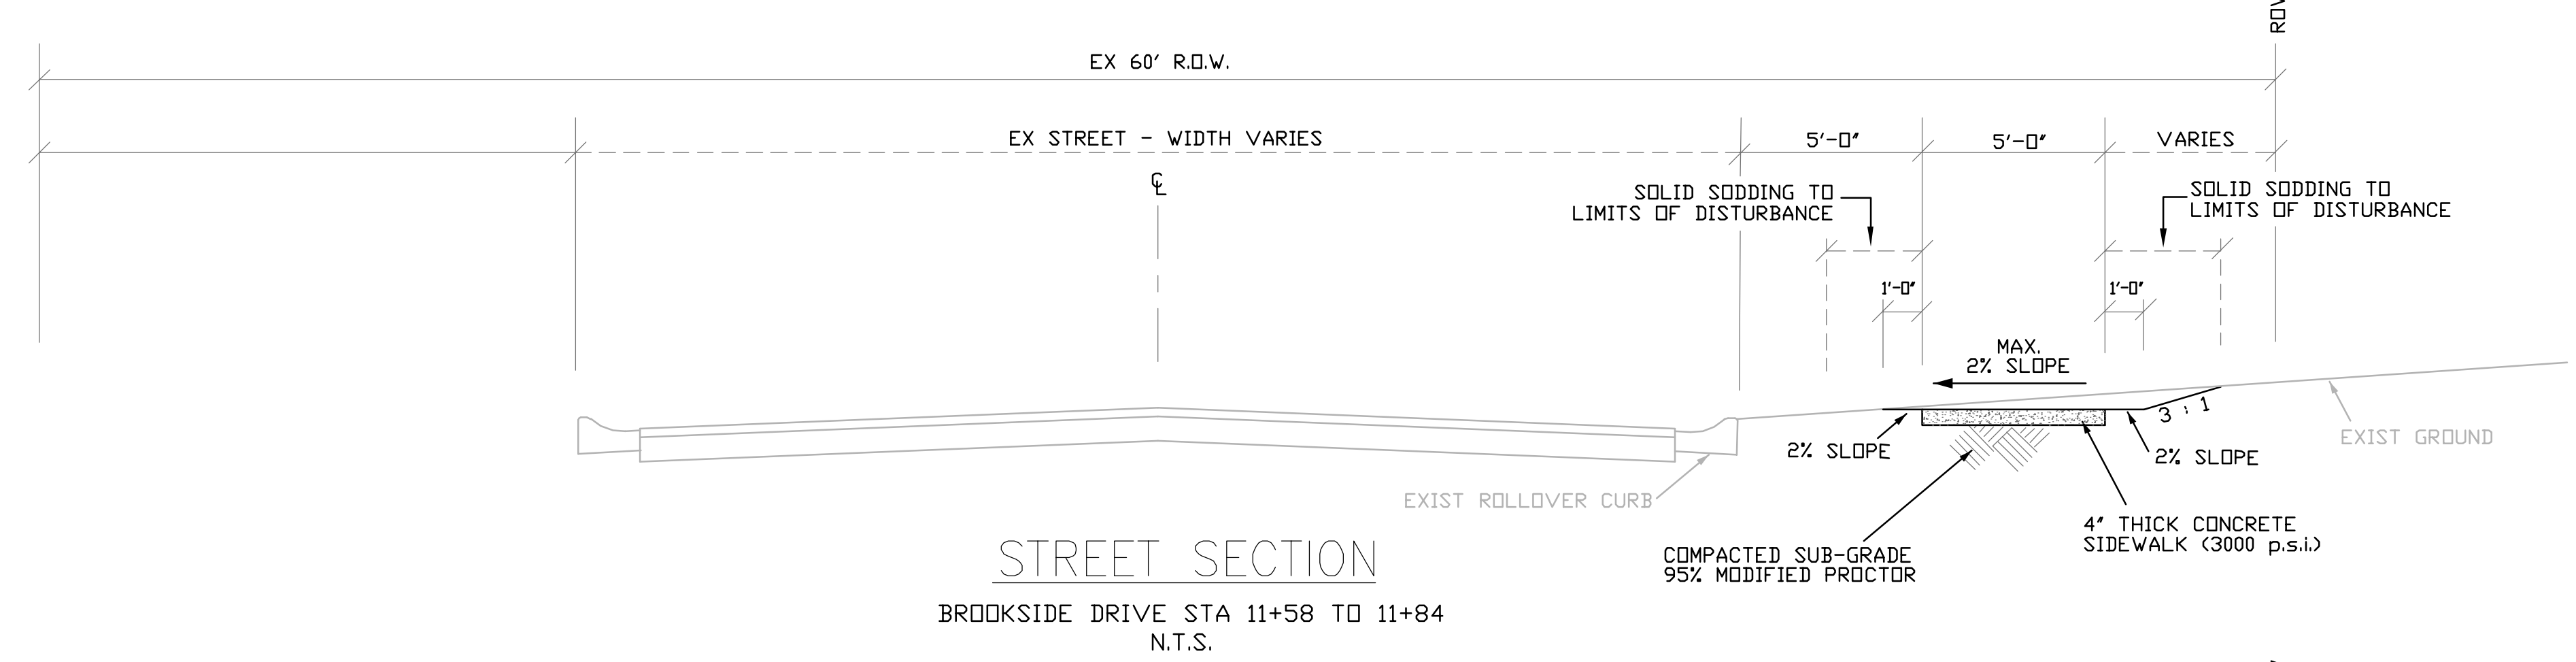 ROW
EX 60' R.O.W.
EX STREET - WIDTH VARIES
5'-0"
5'-0"
VARIES
CL
SOLID SODDING TO
LIMITS OF DISTURBANCE
SOLID SODDING TO
LIMITS OF DISTURBANCE
1'-0"
1'-0"
MAX.
2% SLOPE
3 : 1
2% SLOPE
2% SLOPE
EXIST GROUND
EXIST ROLLOVER CURB
4" THICK CONCRETE
SIDEWALK (3000 p.s.i.)
COMPACTED SUB-GRADE
95% MODIFIED PROCTOR
STREET SECTION
BROOKSIDE DRIVE STA 11+58 TO 11+84
N.T.S.